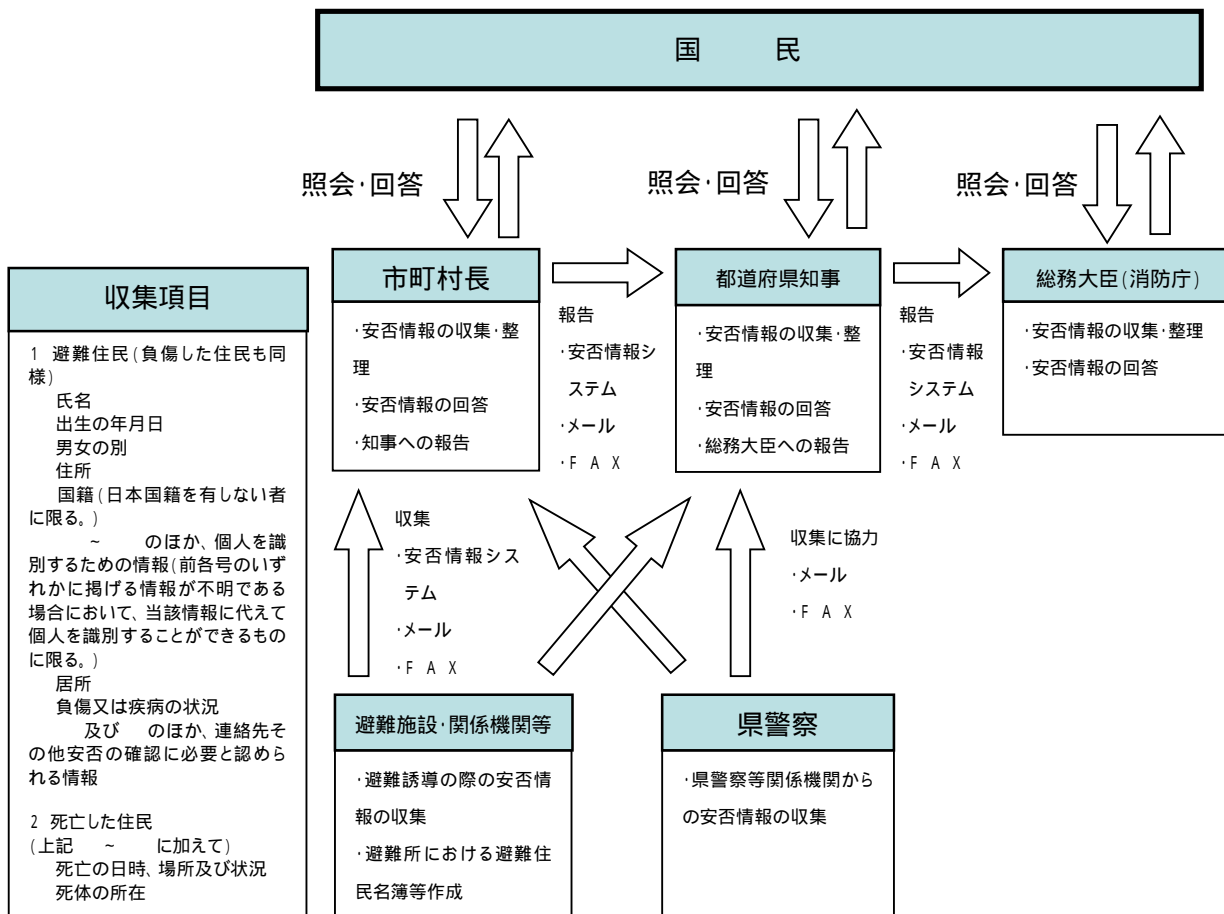 国　　民
照会･回答
照会･回答
照会･回答
収集項目
1 避難住民(負傷した住民も同
様)
氏名
出生の年月日
男女の別
住所
国籍(日本国籍を有しない者
に限る。)
～　　のほか、個人を識
別するための情報(前各号のいず
れかに掲げる情報が不明である
場合において、当該情報に代えて
個人を識別することができるもの
に限る。)
居所
負傷又は疾病の状況
及び　　のほか、連絡先そ
の他安否の確認に必要と認めら
れる情報
2 死亡した住民
(上記　～　に加えて)
死亡の日時、場所及び状況
死体の所在
市町村長
･安否情報の収集･整
理
･安否情報の回答
･知事への報告
報告
･安否情報シ
ステム
･メール
･ＦＡＸ
都道府県知事
･安否情報の収集･整
理
･安否情報の回答
･総務大臣への報告
報告
･安否情報
システム
･メール
･ＦＡＸ
総務大臣(消防庁)
･安否情報の収集･整理
･安否情報の回答
収集
･安否情報シス
テム
･メール
･ＦＡＸ
収集に協力
･メール
･ＦＡＸ
避難施設･関係機関等
･避難誘導の際の安否情
報の収集
･避難所における避難住
民名簿等作成
県警察
･県警察等関係機関から
の安否情報の収集